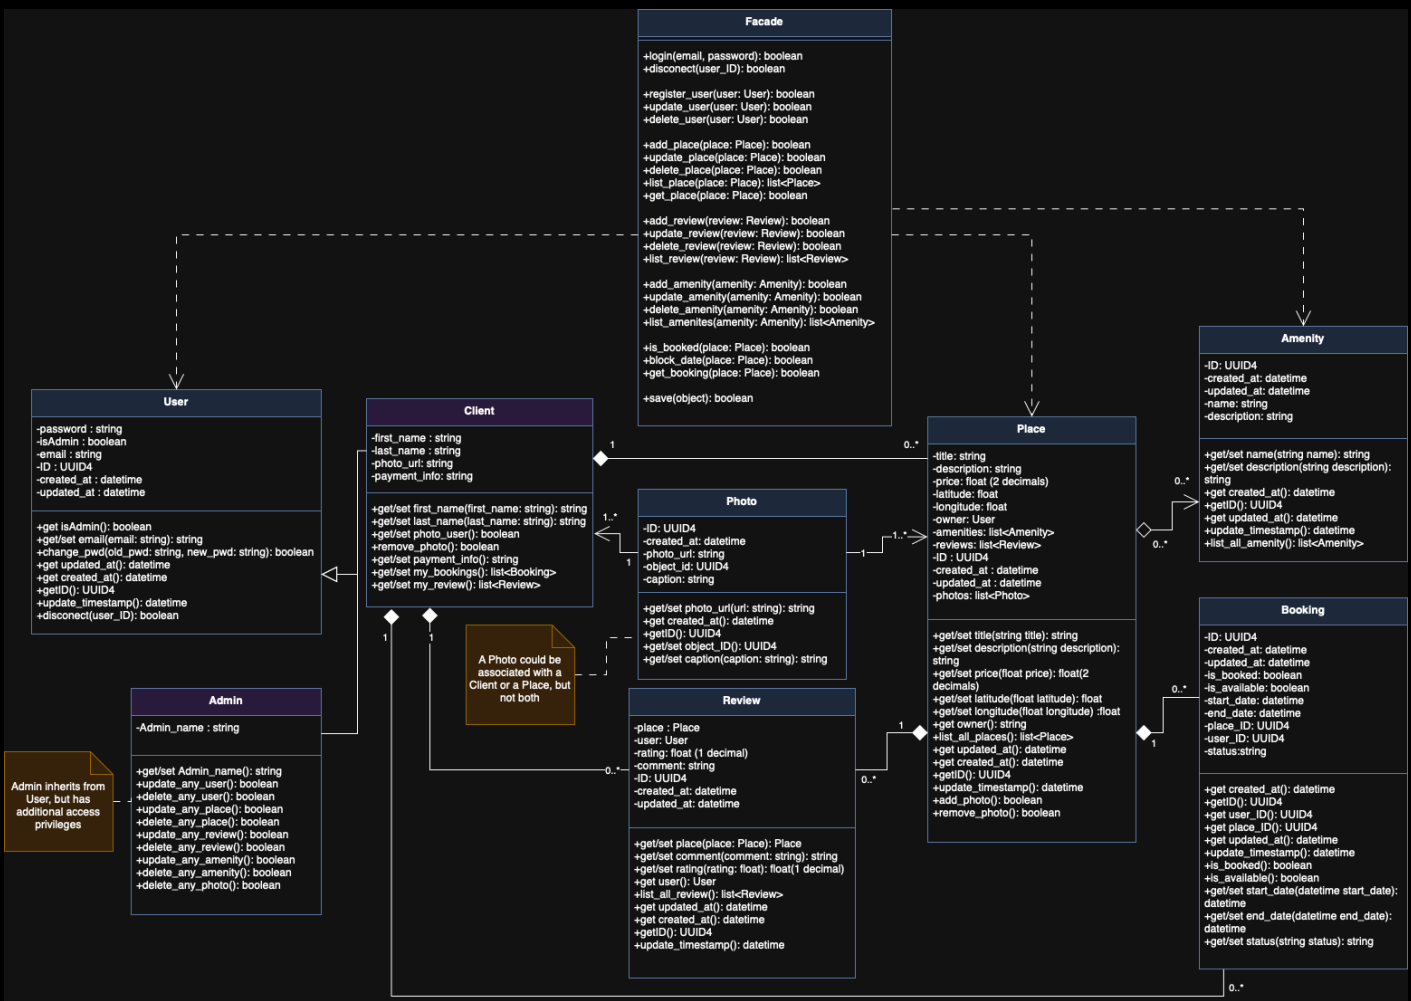 Facade
+login(email, password): boolean
+disconect(user_ID): boolean
+register_user(user: User): boolean
+update_user(user: User): boolean
+delete_user(user: User): boolean
+add_place(place: Place): boolean
+update_place(place: Place): boolean
+delete_place(place: Place): boolean
+list_place(place: Place): list<Place>
+get_place(place: Place): boolean
+add_review(review: Review): boolean
+update_review(review: Review): boolean
+delete_review(review: Review): boolean
+list_review(review: Review): list<Review>
+add_amenity(amenity: Amenity): boolean
+update_amenity(amenity: Amenity): boolean
+delete_amenity(amenity: Amenity): boolean
+list_amenites(amenity: Amenity): list<Amenity>
+is_booked(place: Place): boolean
+block_date(place: Place): boolean
+get_booking(place: Place): boolean
+save(object): boolean
User
-password : string
-isAdmin : boolean
-email : string
-ID : UUID4
-created_at : datetime
-updated_at : datetime
+get isAdmin(): boolean
+get/set email(email: string): string
+change_pwd(old_pwd: string, new_pwd: string): boolean
+get updated_at(): datetime
+get created_at(): datetime
+getID(): UUID4
+update_timestamp(): datetime
+disconect(user_ID): boolean
Client
-first_name : string
-last_name : string
-photo_url: string
-payment_info: string
+get/set first_name(first_name: string): string
+get/set last_name(last_name: string): string
+get/set photo_user(): boolean
+remove_photo(): boolean
+get/set payment_info(): string
+get/set my_bookings(): list<Booking>
+get/set my_review(): list<Review>
1
0..*
1..*
1
1
1..*
1
1
Photo
-ID: UUID4
-created_at: datetime
-photo_url: string
-object_id: UUID4
-caption: string
+get/set photo_url(url: string): string
+get created_at(): datetime
+getID(): UUID4
+get/set object_ID(): UUID4
+get/set caption(caption: string): string
A Photo could be
associated with a
Client or a Place, but
not both
Place
-title: string
-description: string
-price: float (2 decimals)
-latitude: float
-longitude: float
-owner: User
-amenities: list<Amenity>
-reviews: list<Review>
-ID : UUID4
-created_at : datetime
-updated_at : datetime
-photos: list<Photo>
+get/set title(string title): string
+get/set description(string description):
string
+get/set price(float price): float(2
decimals)
+get/set latitude(float latitude): float
+get/set longitude(float longitude) :float
+get owner(): string
+list_all_places(): list<Place>
+get updated_at(): datetime
+get created_at(): datetime
+getID(): UUID4
+update_timestamp(): datetime
+add_photo(): boolean
+remove_photo(): boolean
0..*
0..*
Amenity
-ID: UUID4
-created_at: datetime
-updated_at: datetime
-name: string
-description: string
+get/set name(string name): string
+get/set description(string description):
string
+get created_at(): datetime
+getID(): UUID4
+get updated_at(): datetime
+update_timestamp(): datetime
+list_all_amenity(): list<Amenity>
0..*
1
Booking
-ID: UUID4
-created_at: datetime
-updated_at: datetime
-is_booked: boolean
-is_available: boolean
-start_date: datetime
-end_date: datetime
-place_ID: UUID4
-user_ID: UUID4
-status:string
+get created_at(): datetime
+getID(): UUID4
+get user_ID(): UUID4
+get place_ID(): UUID4
+get updated_at(): datetime
+update_timestamp(): datetime
+is_booked(): boolean
+is_available(): boolean
+get/set start_date(datetime start_date):
datetime
+get/set end_date(datetime end_date):
datetime
+get/set status(string status): string
0..*
Admin
-Admin_name : string
+get/set Admin_name(): string
+update_any_user(): boolean
+delete_any_user(): boolean
+update_any_place(): boolean
+delete_any_place(): boolean
+update_any_review(): boolean
+delete_any_review(): boolean
+update_any_amenity(): boolean
+delete_any_amenity(): boolean
+delete_any_photo(): boolean
Admin inherits from
User, but has
additional access
privileges
Review
-place : Place
-user: User
-rating: float (1 decimal)
-comment: string
-ID: UUID4
-created_at: datetime
-updated_at: datetime
+get/set place(place: Place): Place
+get/set comment(comment: string): string
+get/set rating(rating: float): float(1 decimal)
+get user(): User
+list_all_review(): list<Review>
+get updated_at(): datetime
+get created_at(): datetime
+getID(): UUID4
+update_timestamp(): datetime
0..*
1
0..*